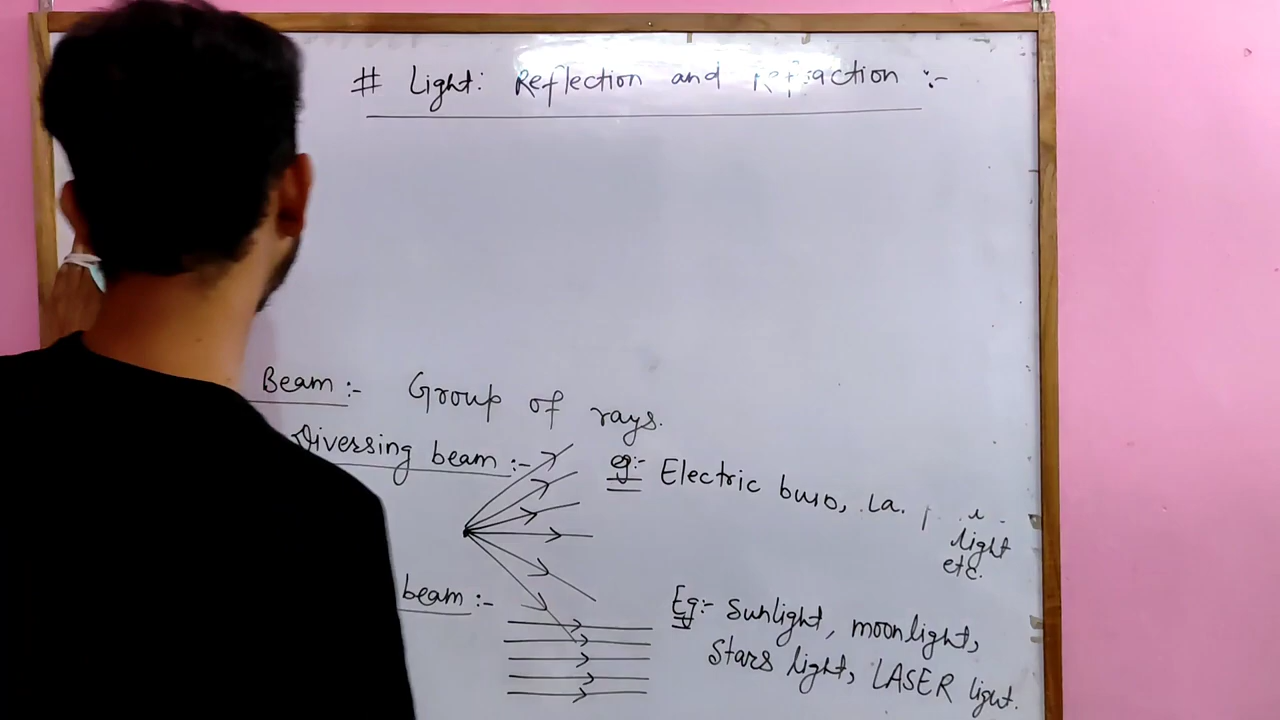 # Light: Reflection and Refraction :-
Beam :- Group of rays.
Diversing beam :- eg:- Electric
light
etc.
beam :- Eg:- Sunlight, moonlight,
Stars light, LASER light.